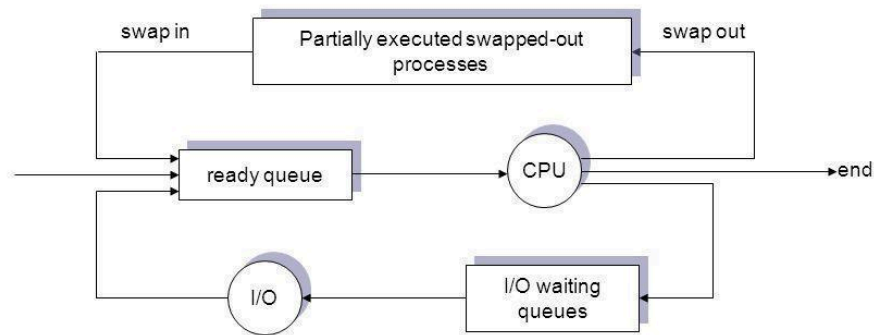 swap in
Partially executed swapped-out
processes
swap out
ready queue
CPU
end
I/O
I/O waiting
queues